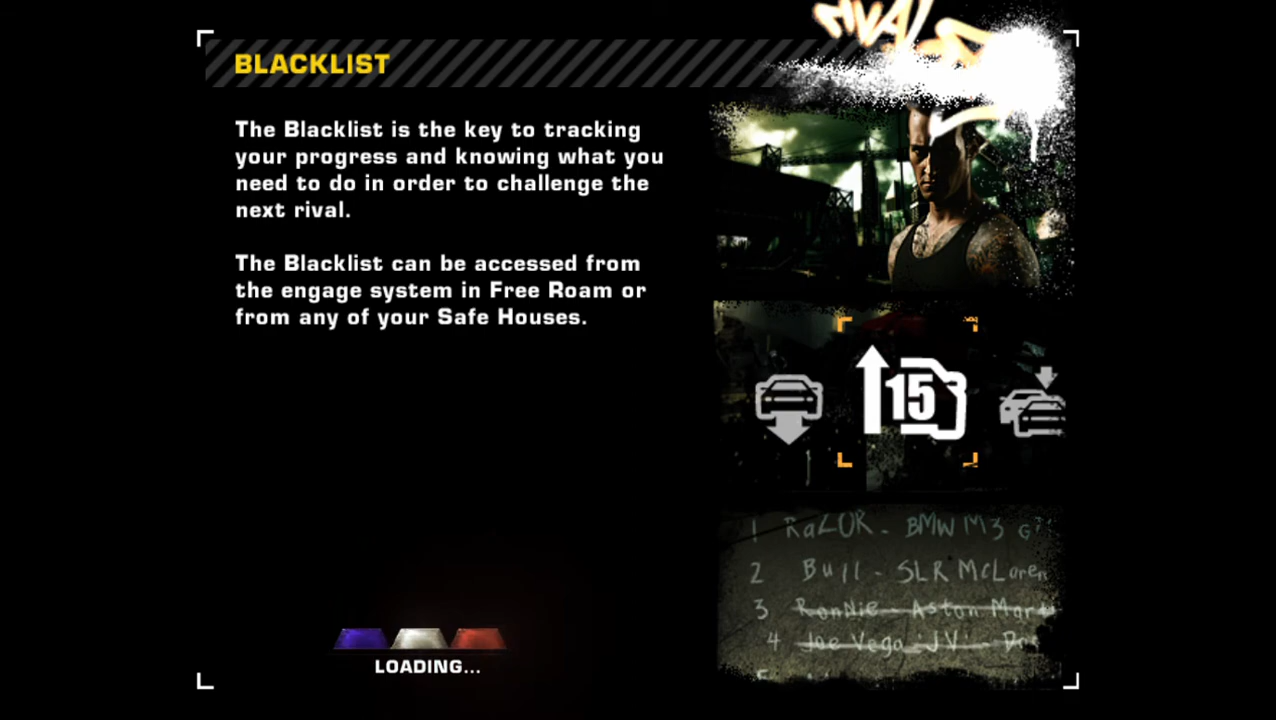 RIVALS
BLACKLIST
The Blacklist is the key to tracking
your progress and knowing what you
need to do in order to challenge the
next rival.
The Blacklist can be accessed from
the engage system in Free Roam or
from any of your Safe Houses.
15
1 RaZOR - BMW M3 G
2 Bull - SLR McLaren
3 Ronnie - Aston Mart
4 Joe Vega 'JV' -
5
LOADING...